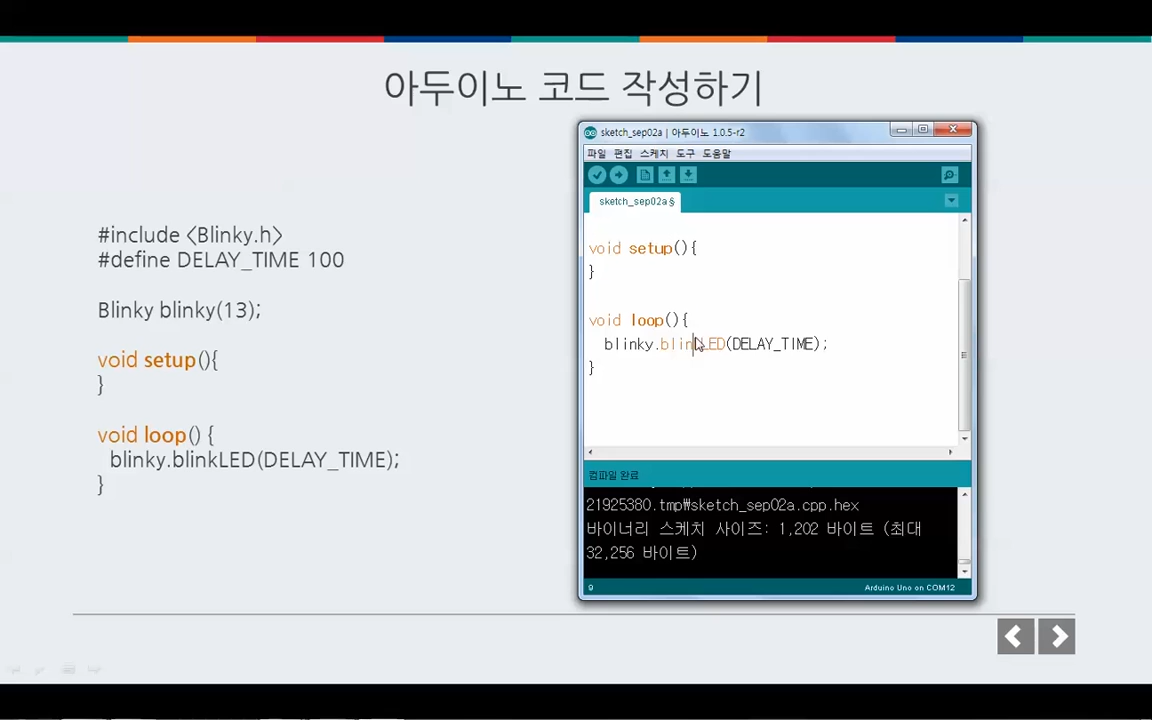 아두이노 코드 작성하기
#include <Blinky.h>
#define DELAY_TIME 100
Blinky blinky(13);
void setup(){
}
void loop() {
blinky.blinkLED(DELAY_TIME);
}
sketch_sep02a | 아두이노 1.0.5-r2
파일 편집 스케치 도구 도움말
sketch_sep02a §
void setup(){
}
void loop(){
blinky.blinkLED(DELAY_TIME);
}
컴파일 완료
21925380.tmp₩sketch_sep02a.cpp.hex
바이너리 스케치 사이즈: 1,202 바이트 (최대
32,256 바이트)
9
Arduino Uno on COM12